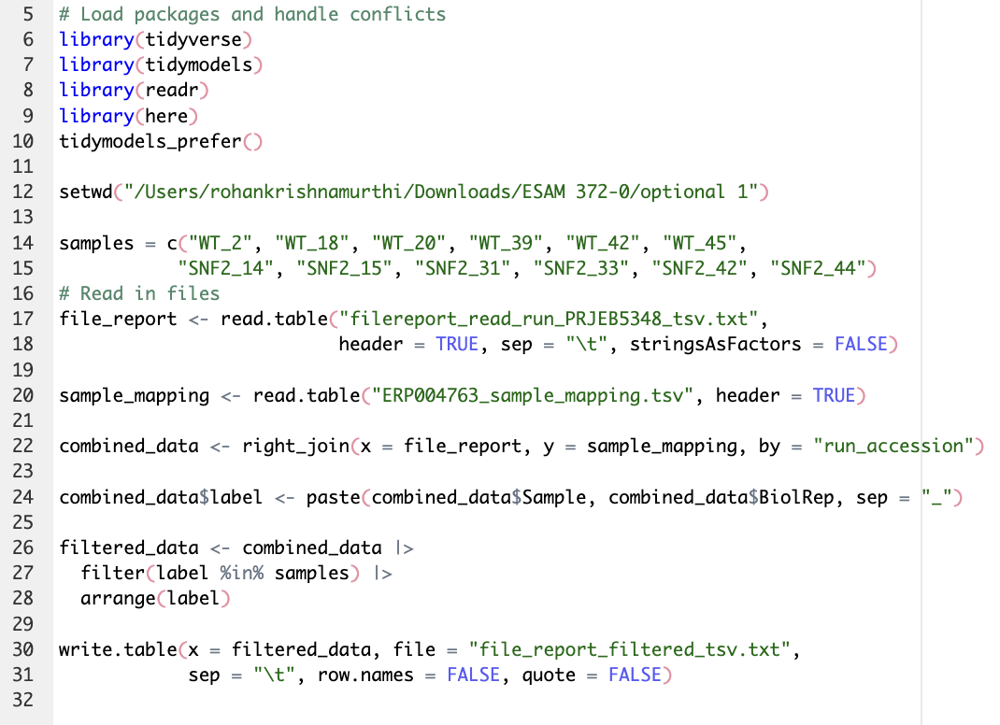 5 # Load packages and handle conflicts
6 library(tidyverse)
7 library(tidymodels)
8 library(readr)
9 library(here)
10 tidymodels_prefer()
11
12 setwd("/Users/rohankrishnamurthi/Downloads/ESAM 372-0/optional 1")
13
14 samples = c("WT_2", "WT_18", "WT_20", "WT_39", "WT_42", "WT_45",
15            "SNF2_14", "SNF2_15", "SNF2_31", "SNF2_33", "SNF2_42", "SNF2_44")
16 # Read in files
17 file_report <- read.table("filereport_read_run_PRJEB5348_tsv.txt",
18                           header = TRUE, sep = "\t", stringsAsFactors = FALSE)
19
20 sample_mapping <- read.table("ERP004763_sample_mapping.tsv", header = TRUE)
21
22 combined_data <- right_join(x = file_report, y = sample_mapping, by = "run_accession")
23
24 combined_data$label <- paste(combined_data$Sample, combined_data$BiolRep, sep = "_")
25
26 filtered_data <- combined_data |>
27   filter(label %in% samples) |>
28   arrange(label)
29
30 write.table(x = filtered_data, file = "file_report_filtered_tsv.txt",
31             sep = "\t", row.names = FALSE, quote = FALSE)
32